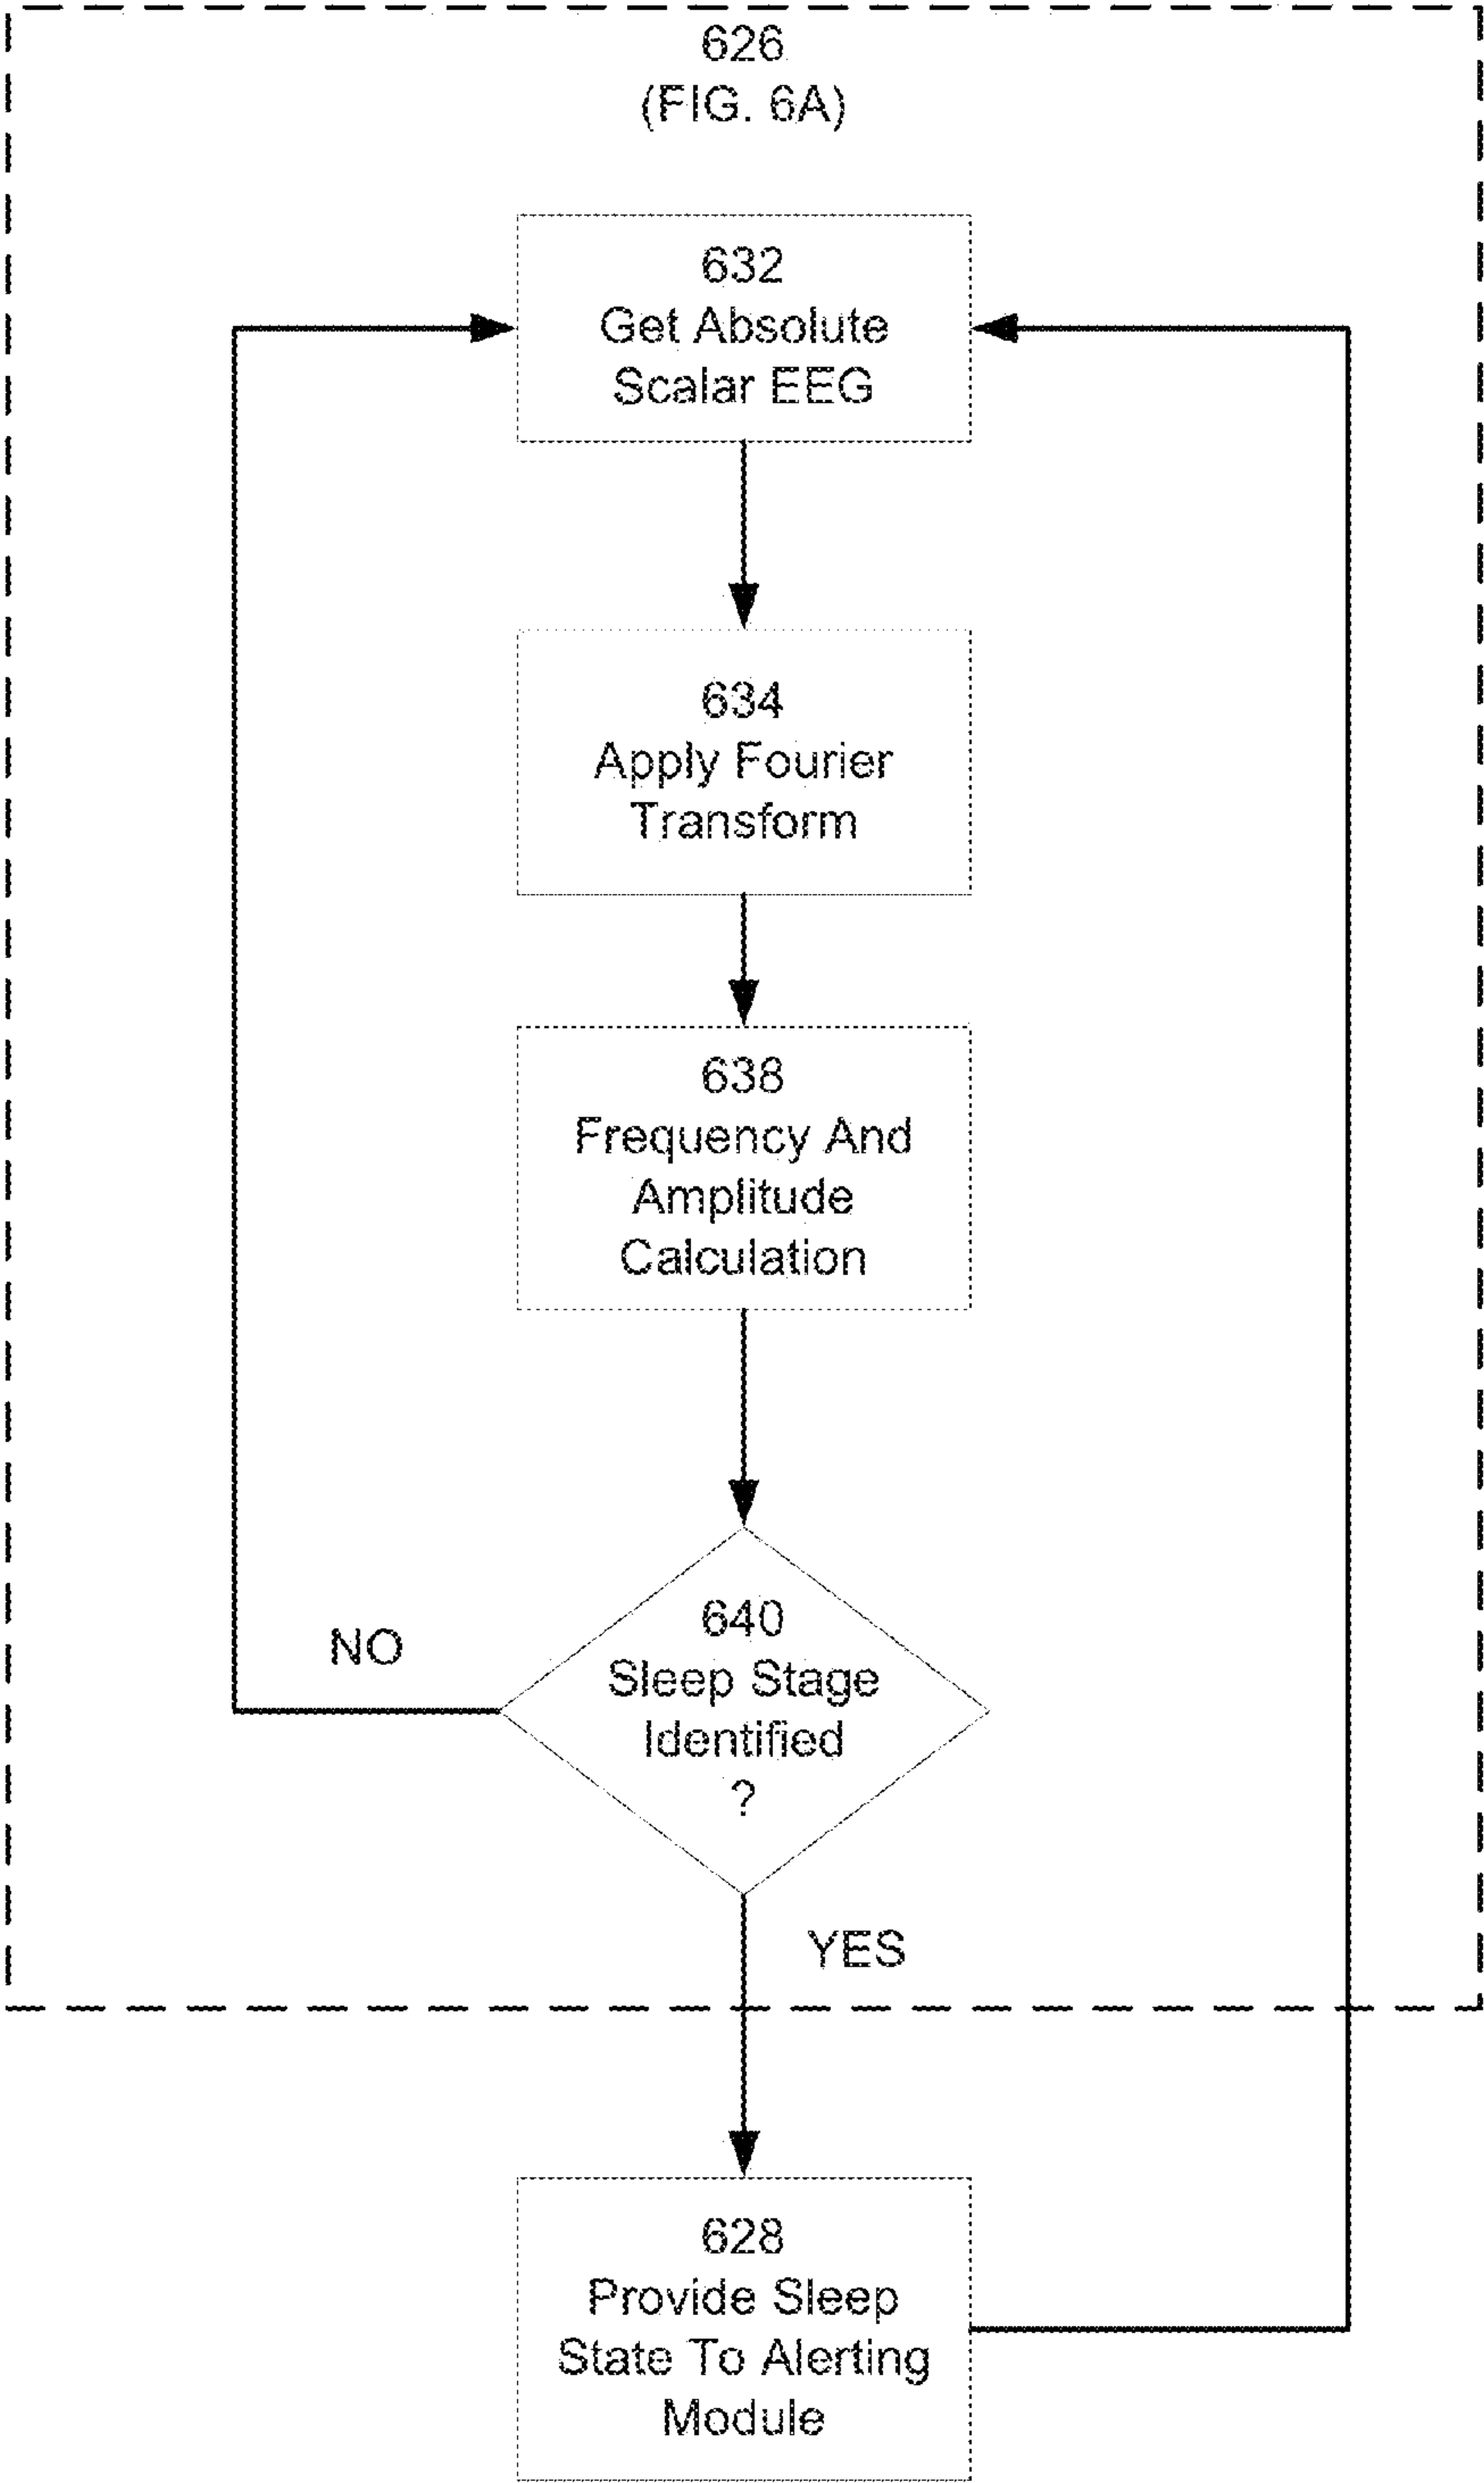 626
(FIG. 6A)
632
Get Absolute
Scalar EEG
634
Apply Fourier
Transform
638
Frequency And
Amplitude
Calculation
640
Sleep Stage
Identified
?
NO
YES
628
Provide Sleep
State To Alerting
Module